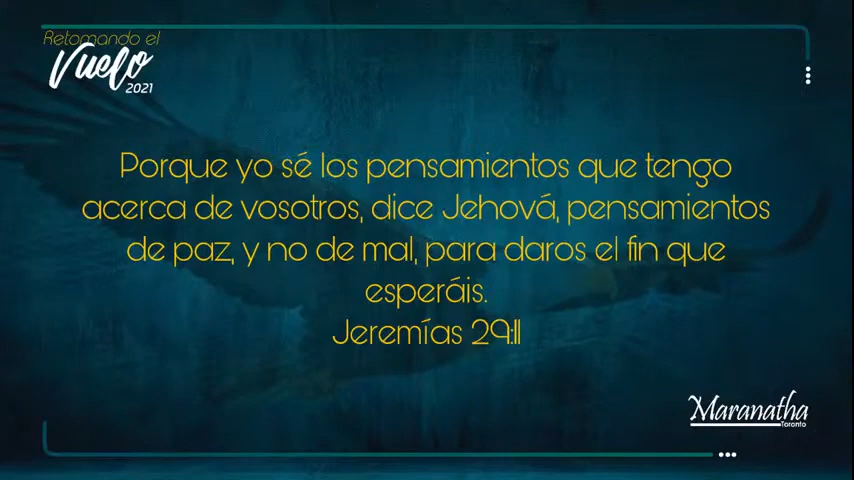 Retomando el
Vuelo
2021
Porque yo sé los pensamientos que tengo
acerca de vosotros, dice Jehová, pensamientos
de paz, y no de mal, para daros el fin que
esperáis.
Jeremías 29:11
Maranatha
Toronto